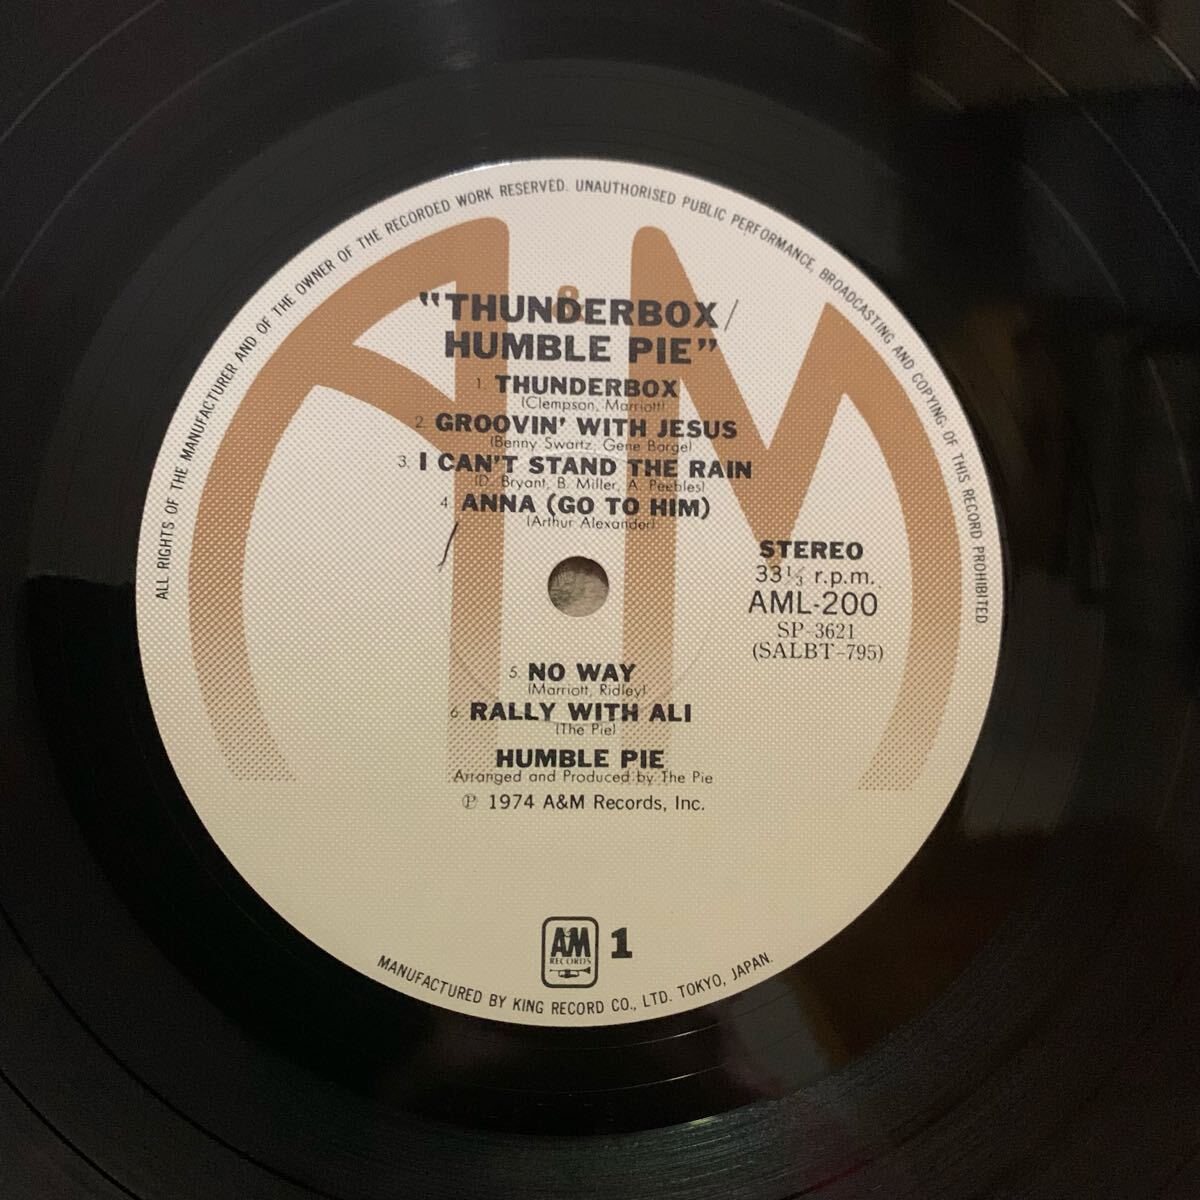 ALL RIGHTS OF THE MANUFACTURER AND OF THE OWNER OF THE RECORDED WORK RESERVED. UNAUTHORISED PUBLIC PERFORMANCE, BROADCASTING AND COPYING, OF THIS RECORD PROHIBITED
&
"THUNDERBOX/
HUMBLE PIE"
1. THUNDERBOX
(Clempson, Marriott)
2. GROOVIN' WITH JESUS
(Benny Swartz, Gene Barge)
3. I CAN'T STAND THE RAIN
(D. Bryant, B. Miller, A. Peebles)
4. ANNA (GO TO HIM)
(Arthur Alexander)
STEREO
33⅓ r.p.m.
AML-200
SP-3621
(SALBT-795)
5. NO WAY
(Marriott, Ridley)
6. RALLY WITH ALI
(The Pie)
HUMBLE PIE
Arranged and Produced by The Pie
℗ 1974 A&M Records, Inc.
A&M
RECORDS
1
MANUFACTURED BY KING RECORD CO., LTD. TOKYO, JAPAN.